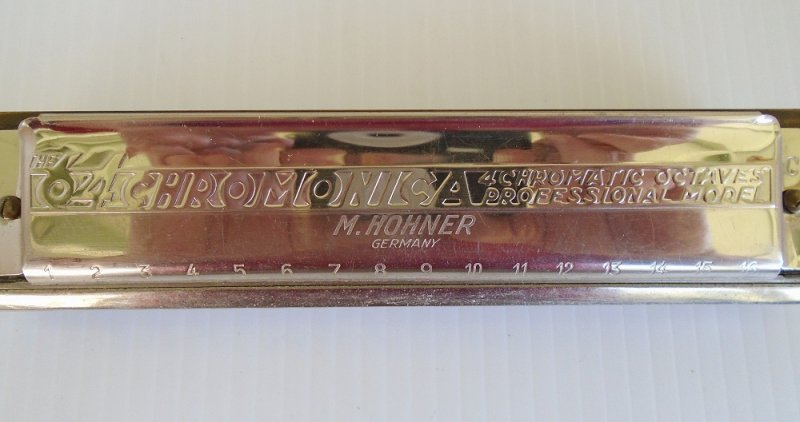 THE "64" CHROMONICA 4 CHROMATIC OCTAVES
PROFESSIONAL MODEL
M. HOHNER
GERMANY
1 2 3 4 5 6 7 8 9 10 11 12 13 14 15 16
C